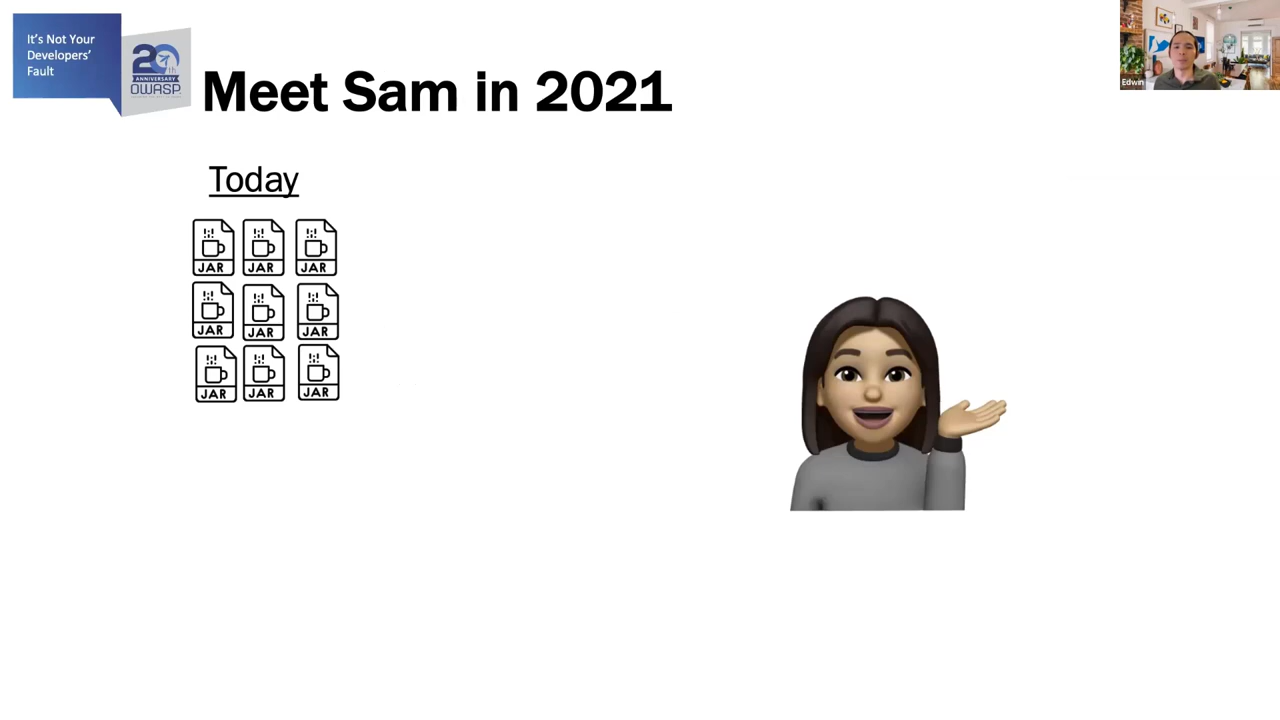 It's Not Your
Developers'
Fault
20th
ANNIVERSARY
OWASP
Meet Sam in 2021
Edwin
Today
JAR JAR JAR
JAR JAR JAR
JAR JAR JAR